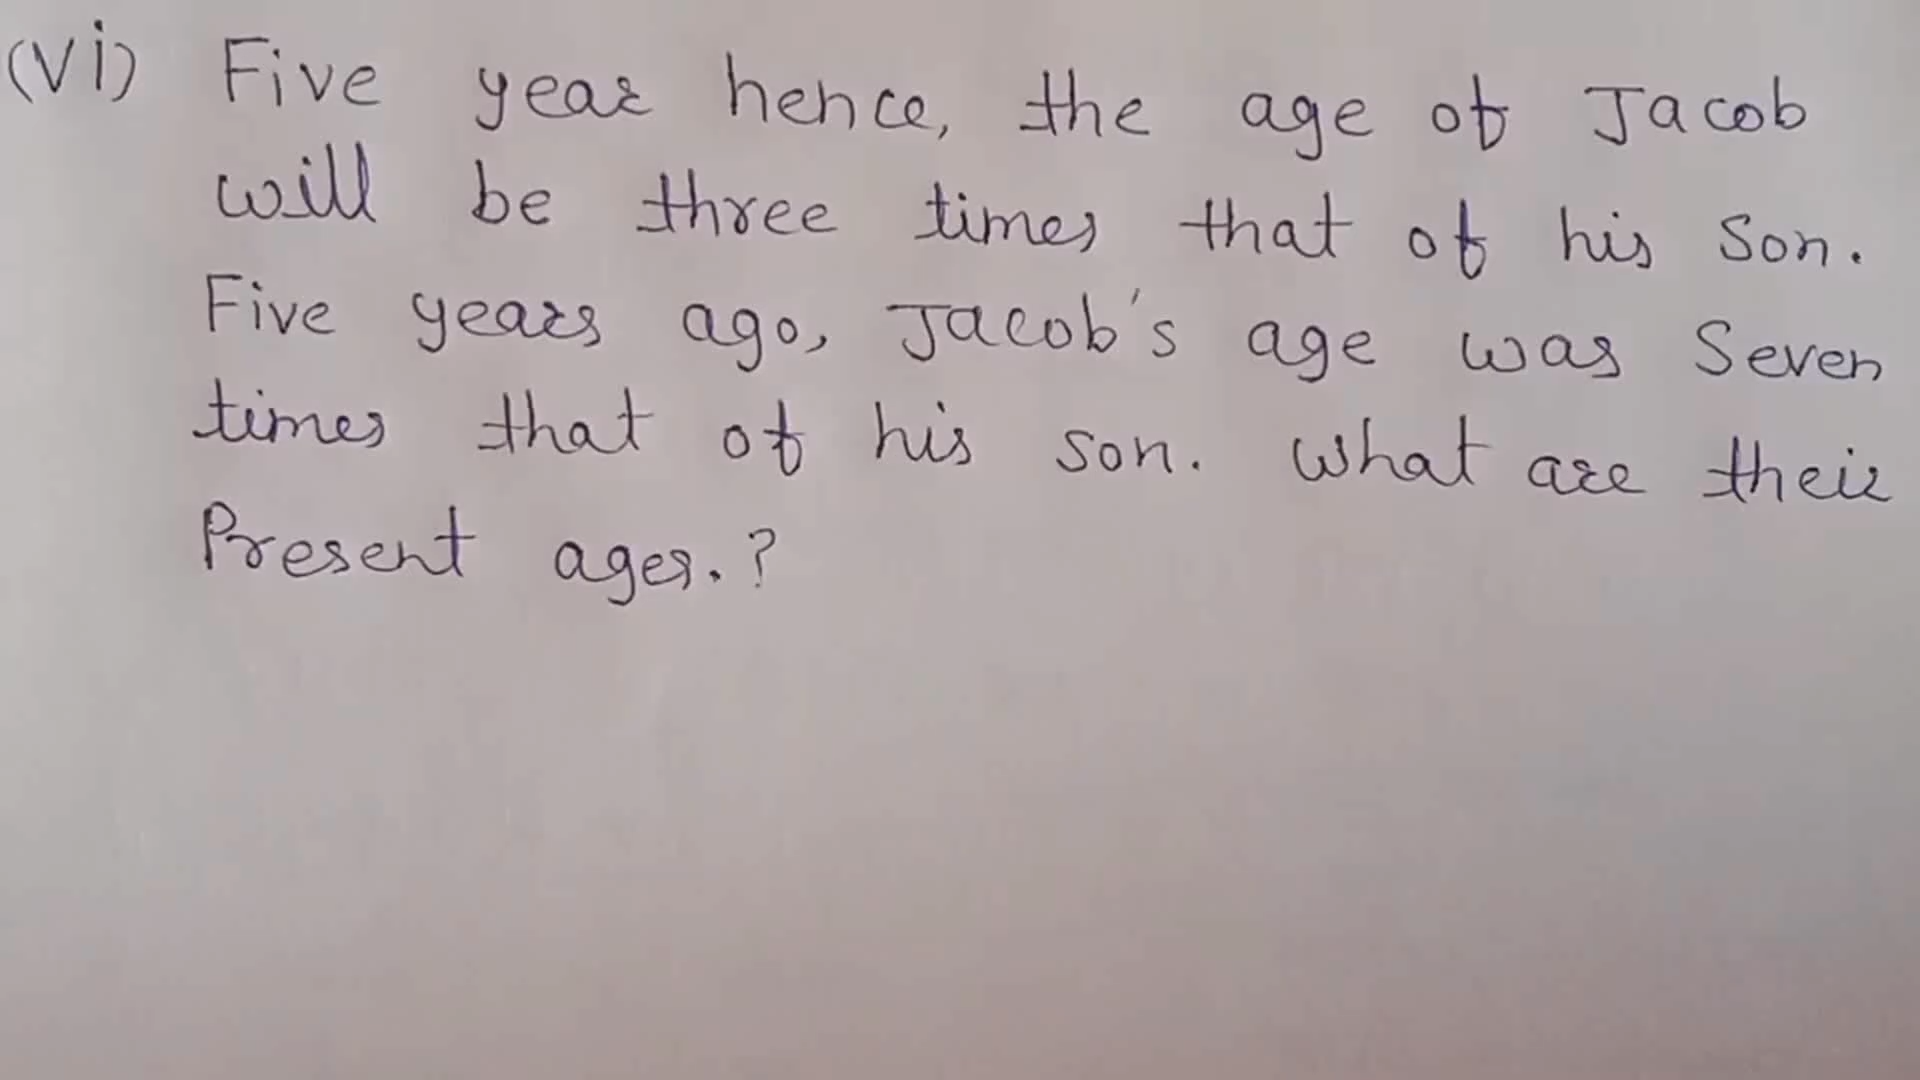 (Vi) Five year hence, the age of Jacob
will be three times that of his Son.
Five years ago, Jacob's age was Seven
times that of his son. What are their
Present ages.?